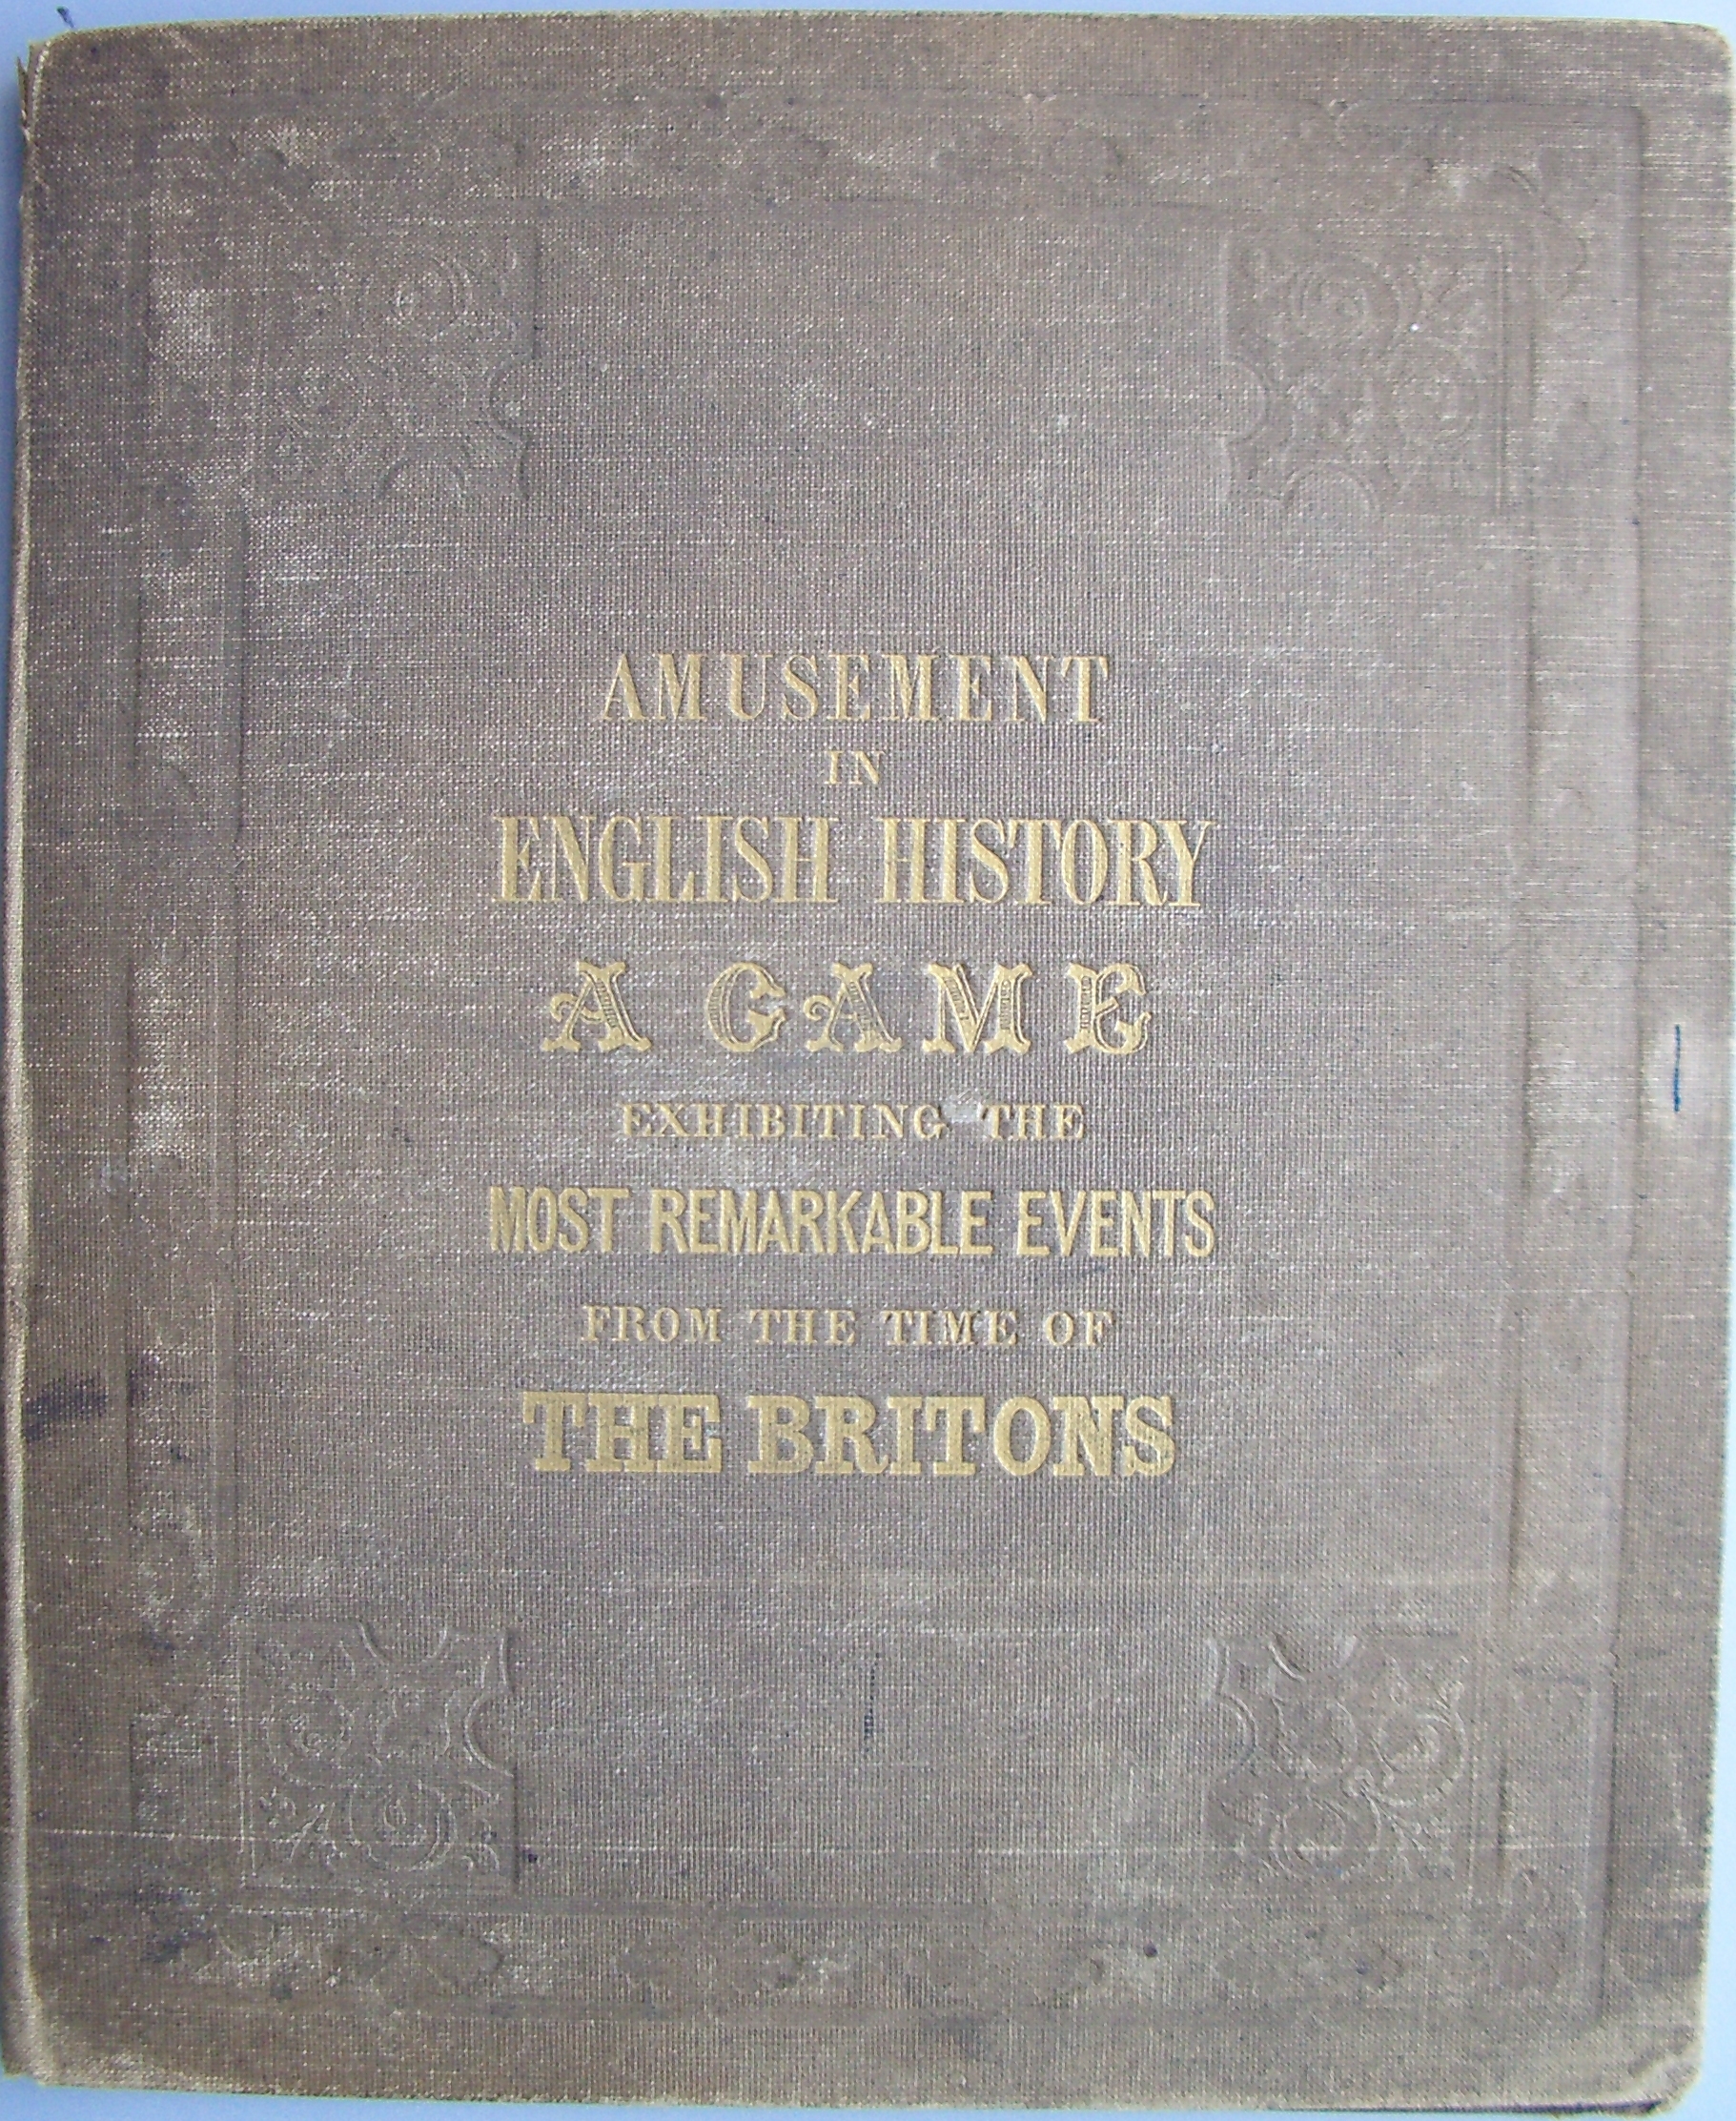 AMUSEMENT
IN
ENGLISH HISTORY
A GAME
EXHIBITING THE
MOST REMARKABLE EVENTS
FROM THE TIME OF
THE BRITONS